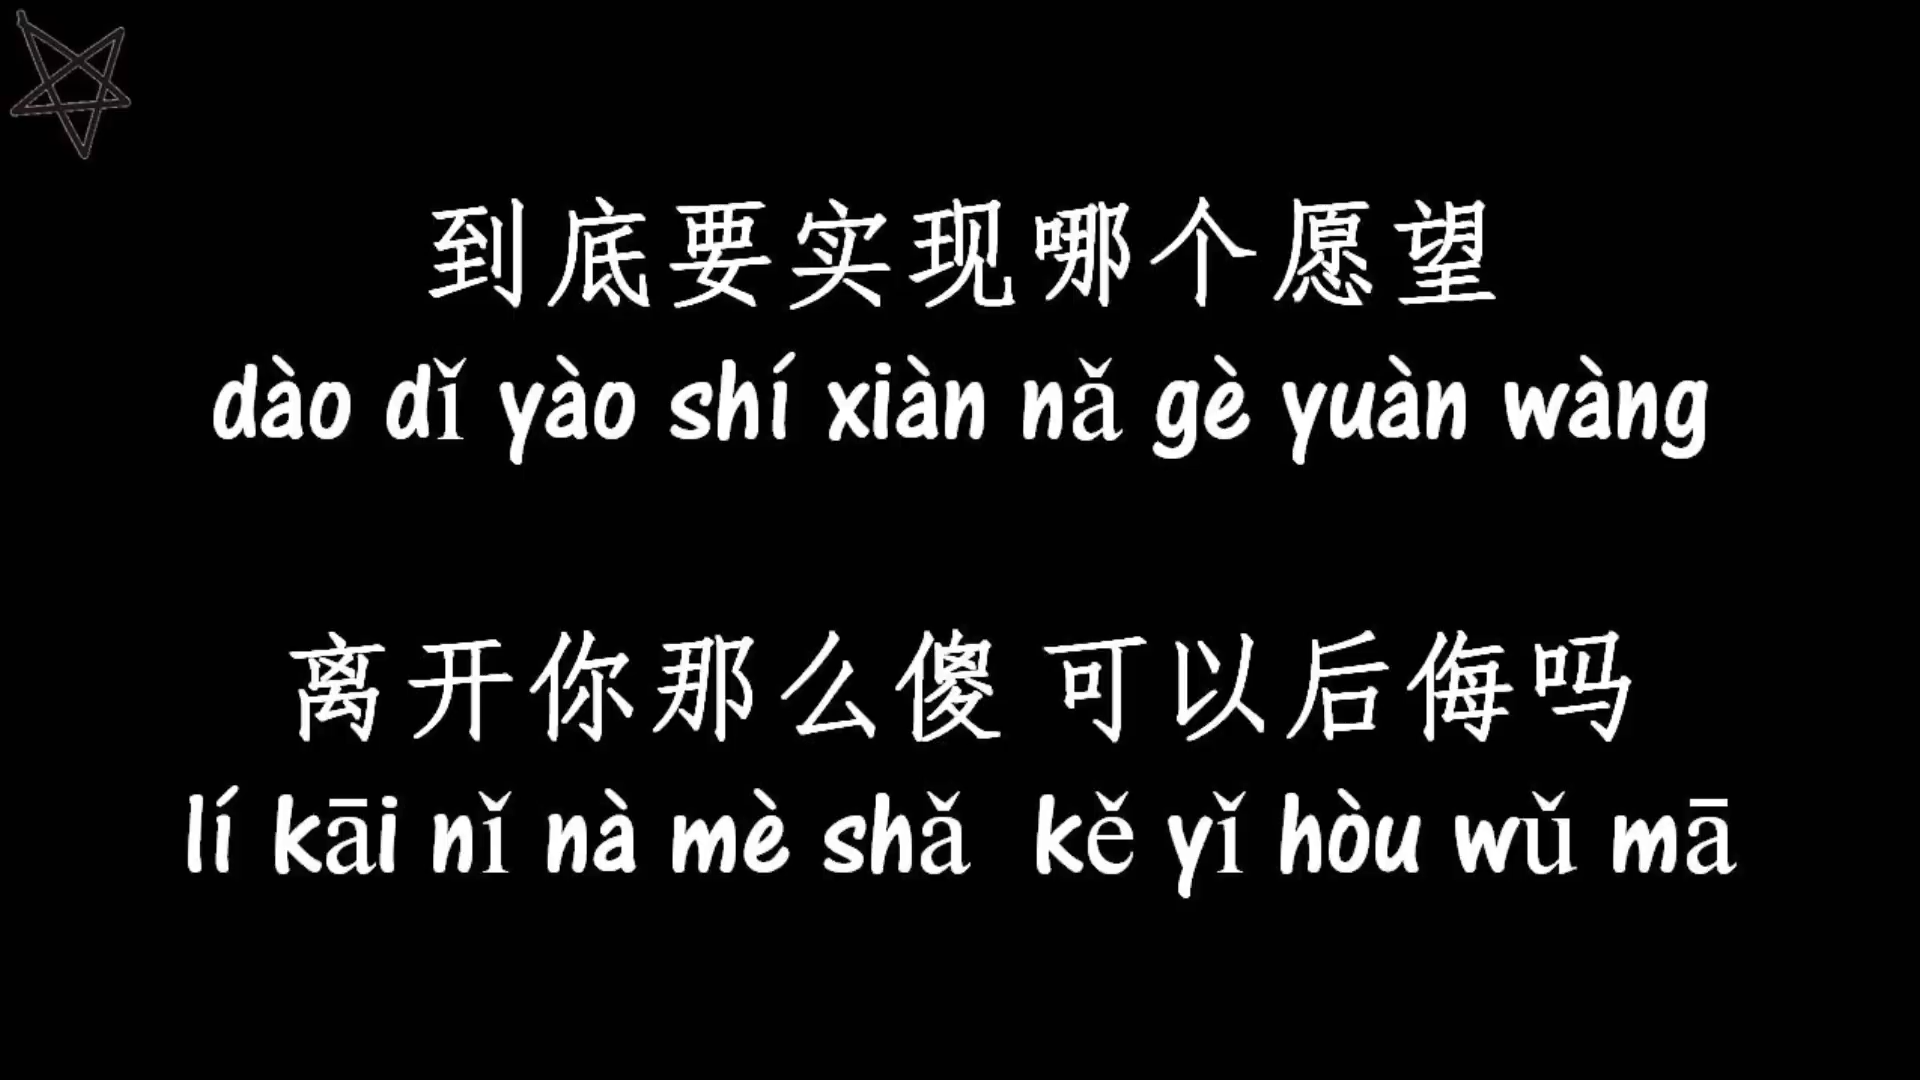 到底要实现哪个愿望
dào dǐ yào shí xiàn nǎ gè yuàn wàng
离开你那么傻 可以后侮吗
lí kāi nǐ nà mè shǎ kě yǐ hòu wǔ mā